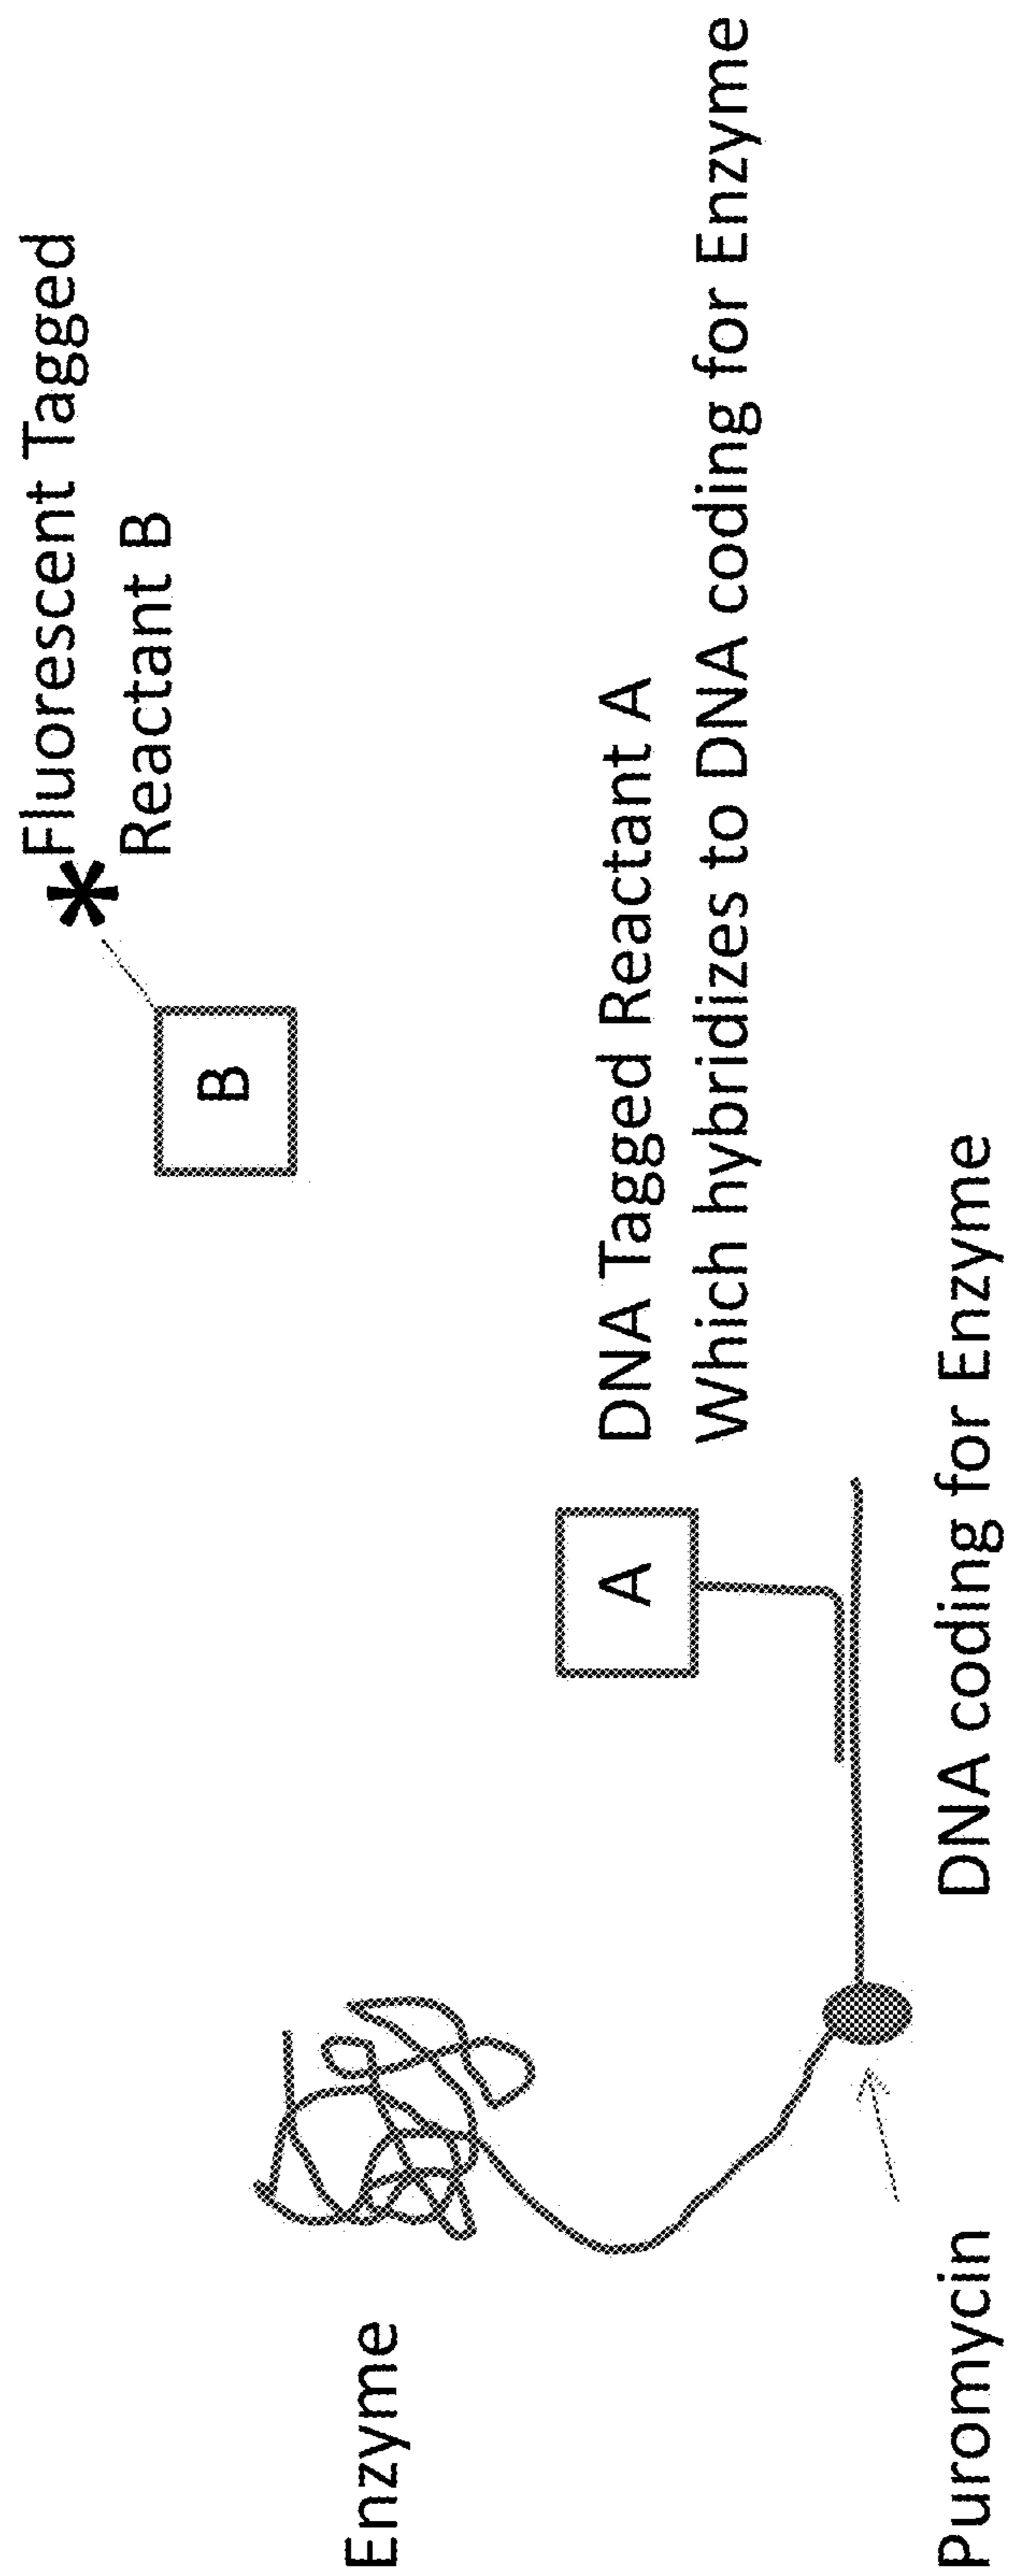 Fluorescent Tagged
*
Reactant B
B
Enzyme
A
DNA Tagged Reactant A
Which hybridizes to DNA coding for Enzyme
Puromycin
DNA coding for Enzyme